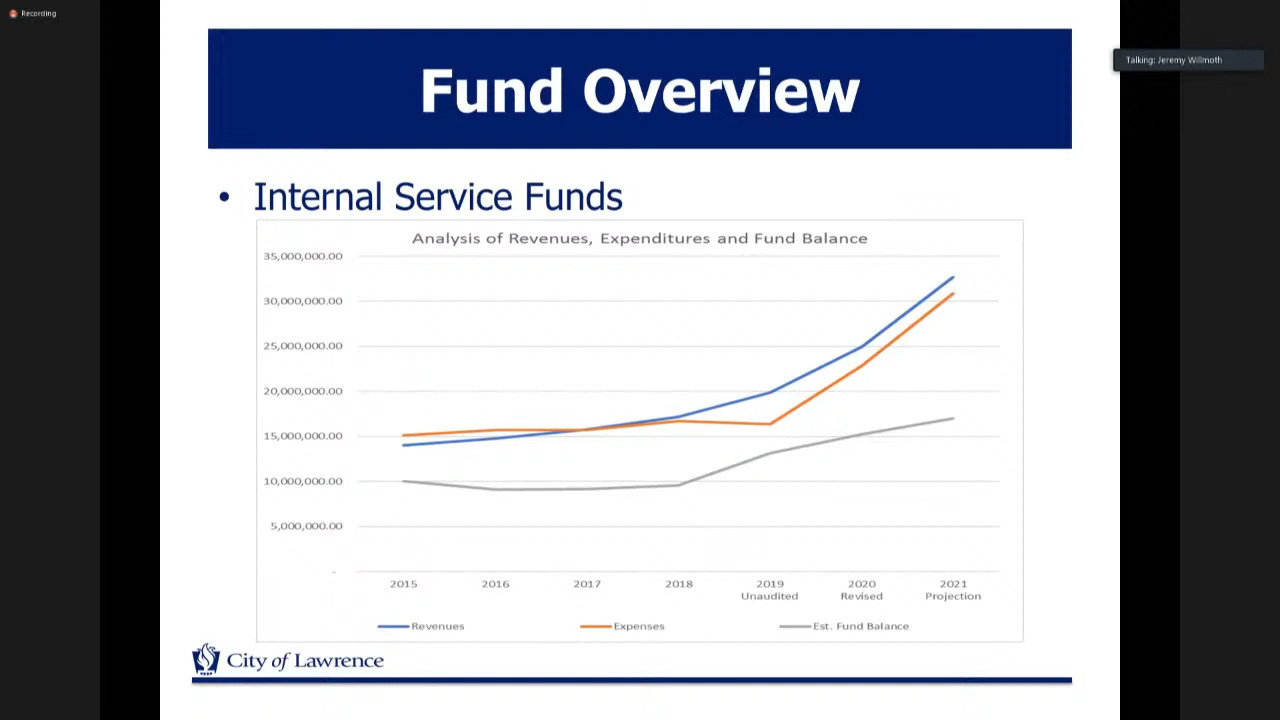 Recording
Talking: Jeremy Willmoth
Fund Overview
• Internal Service Funds
Analysis of Revenues, Expenditures and Fund Balance
35,000,000.00
30,000,000.00
25,000,000.00
20,000,000.00
15,000,000.00
10,000,000.00
5,000,000.00
-
2015 2016 2017 2018 2019 2020 2021
Unaudited Revised Projection
Revenues Expenses Est. Fund Balance
City of Lawrence